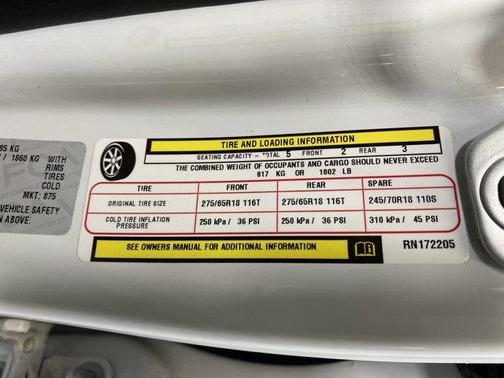 85 KG
/ 1860 KG WITH
RIMS
TIRES
COLD
MKT: 875
VEHICLE SAFETY
N ABOVE.
TIRE AND LOADING INFORMATION
SEATING CAPACITY - TOTAL 5 FRONT 2 REAR 3
THE COMBINED WEIGHT OF OCCUPANTS AND CARGO SHOULD NEVER EXCEED
817 KG OR 1802 LB
TIRE FRONT REAR SPARE
ORIGINAL TIRE SIZE 275/65R18 116T 275/65R18 116T 245/70R18 110S
COLD TIRE INFLATION PRESSURE 250 kPa / 36 PSI 250 kPa / 36 PSI 310 kPa / 45 PSI
SEE OWNERS MANUAL FOR ADDITIONAL INFORMATION
RN172205